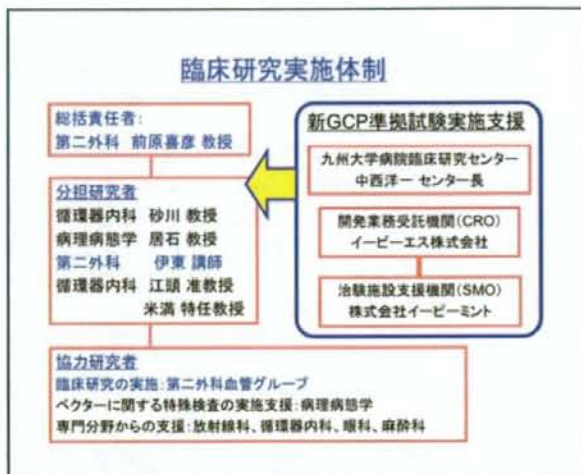 臨床研究実施体制
総括責任者:
第二外科 前原喜彦 教授
分担研究者
循環器内科 砂川 教授
病理病態学 居石 教授
第二外科 伊東 講師
循環器内科 江頭 准教授
米満 特任教授
新GCP準拠試験実施支援
九州大学病院臨床研究センター
中西洋一 センター長
開発業務受託機関(CRO)
イーピーエス株式会社
治験施設支援機関(SMO)
株式会社イーピーミント
協力研究者
臨床研究の実施:第二外科血管グループ
ベクターに関する特殊検査の実施支援:病理病態学
専門分野からの支援:放射線科、循環器内科、眼科、麻酔科